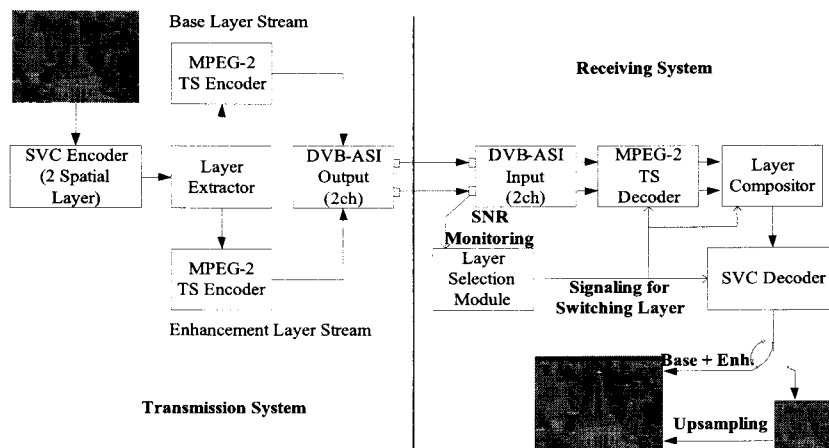 Base Layer Stream
MPEG-2
TS Encoder
Receiving System
SVC Encoder
(2 Spatial
Layer)
Layer
Extractor
DVB-ASI
Output
(2ch)
DVB-ASI
Input
(2ch)
MPEG-2
TS
Decoder
Layer
Compositor
SNR
Monitoring
MPEG-2
TS Encoder
Layer
Selection
Module
Signaling for
Switching Layer
SVC Decoder
Enhancement Layer Stream
Base + Enh.
Transmission System
Upsampling